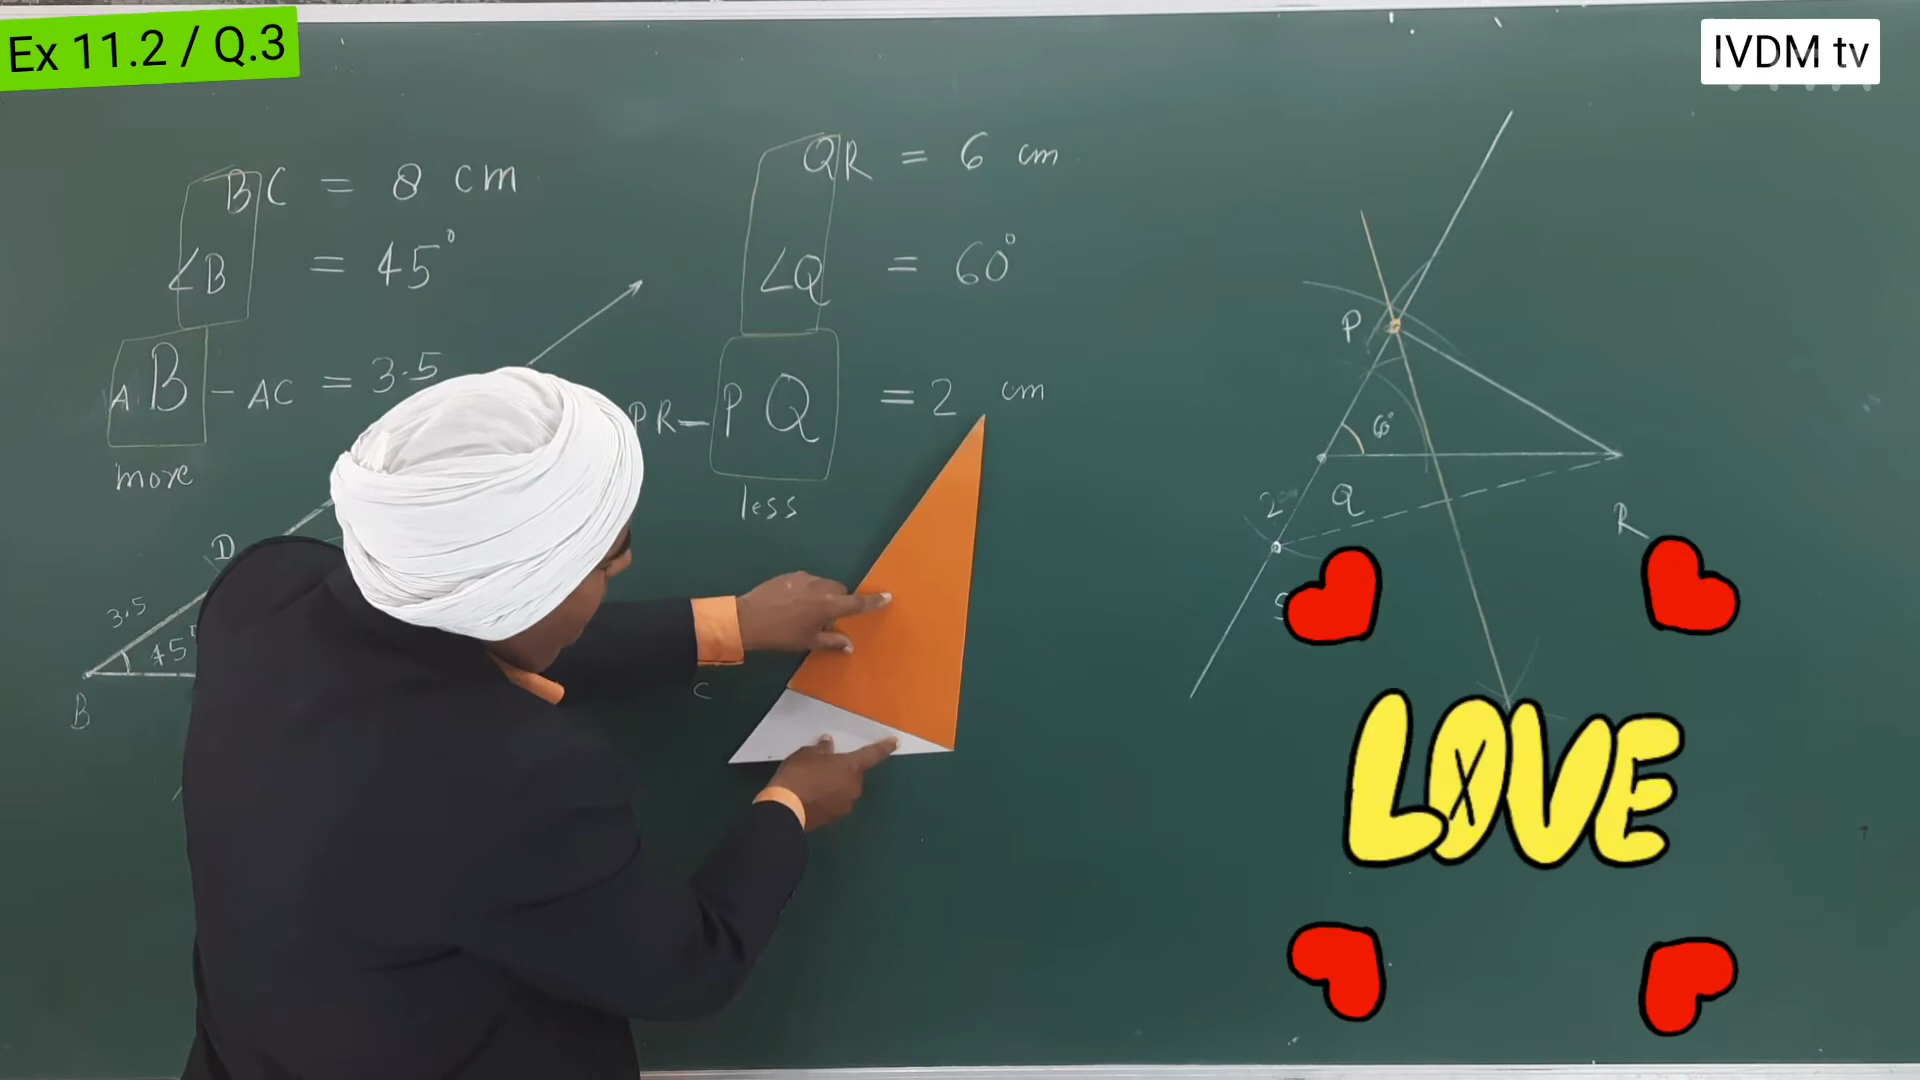 Ex 11.2 / Q.3
IVDM tv
BC = 8 cm
∠B = 45°
AB - AC = 3.5
more
QR = 6 cm
∠Q = 60°
PR - PQ = 2 cm
less
D
3.5
45°
B
C
P
60°
Q
2
R
S
LOVE
X